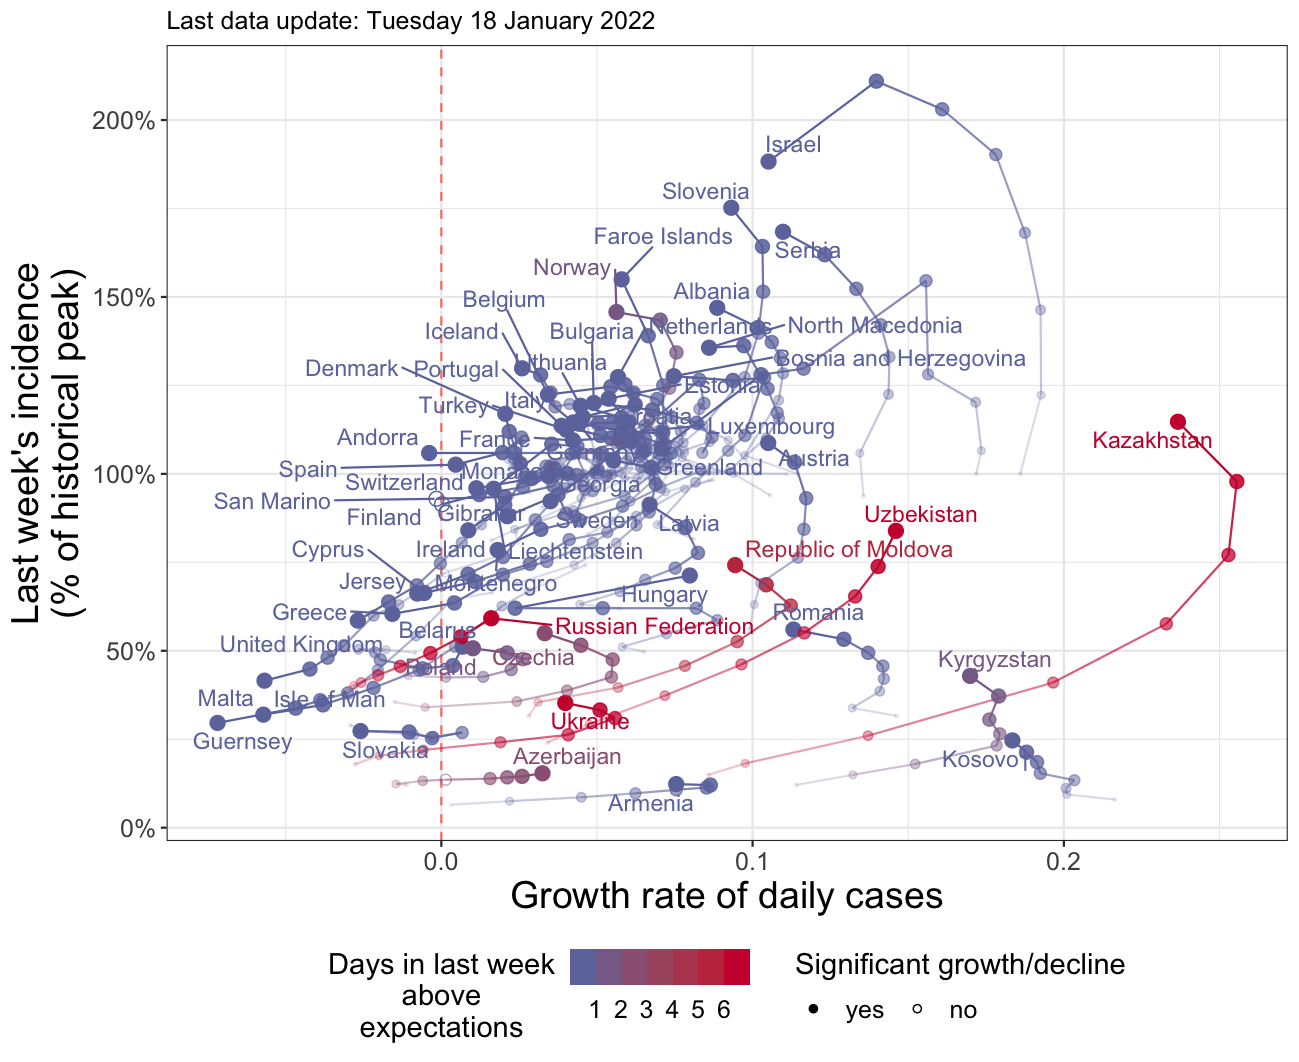 Last data update: Tuesday 18 January 2022
Last week's incidence
(% of historical peak)
200%
150%
100%
50%
0%
Israel
Slovenia
Faroe Islands
Serbia
Norway
Albania
Belgium
Iceland
Bulgaria
Netherlands
North Macedonia
Denmark
Portugal
Lithuania
Bosnia and Herzegovina
Estonia
Turkey
Italy
Croatia
Luxembourg
Kazakhstan
Andorra
France
Germany
Austria
Spain
Monaco
Greenland
Switzerland
Georgia
San Marino
Finland
Gibraltar
Sweden
Latvia
Uzbekistan
Cyprus
Ireland
Liechtenstein
Republic of Moldova
Jersey
Montenegro
Hungary
Greece
Romania
Belarus
Russian Federation
United Kingdom
Poland
Czechia
Kyrgyzstan
Malta
Isle of Man
Ukraine
Guernsey
Slovakia
Azerbaijan
Kosovo
Armenia
0.0
0.1
0.2
Growth rate of daily cases
Days in last week
above
expectations
1 2 3 4 5 6
Significant growth/decline
yes
no